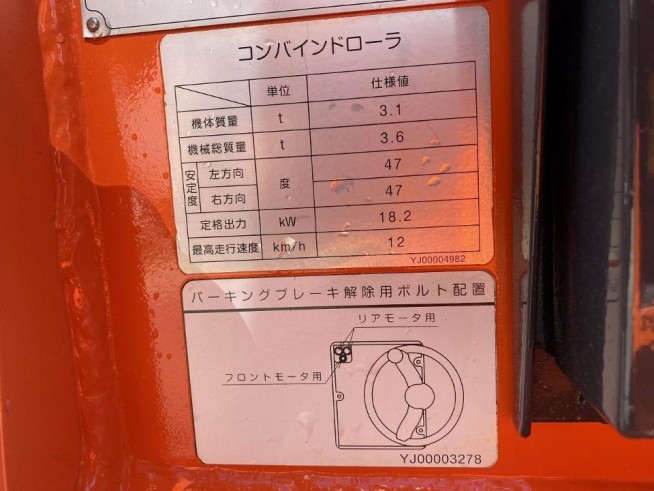 コンバインドローラ
単位 仕様値
機体質量 t 3.1
機械総質量 t 3.6
安定度 左方向 度 47
右方向 47
定格出力 kW 18.2
最高走行速度 km/h 12
YJ00004982
パーキングブレーキ解除用ボルト配置
リアモータ用
フロントモータ用
YJ00003278